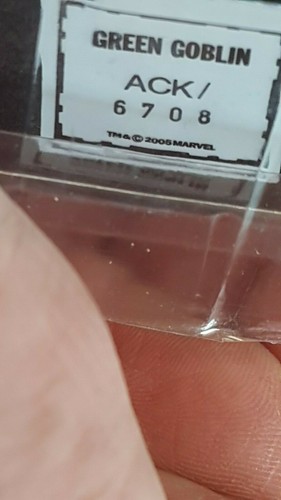 GREEN GOBLIN
ACK/
6708
TM & © 2005 MARVEL